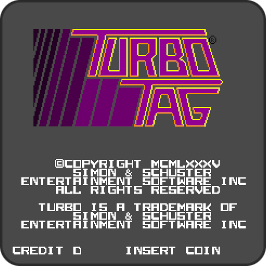 TURBO®
TAG
©COPYRIGHT MCMLXXXV
SIMON & SCHUSTER
ENTERTAINMENT SOFTWARE INC
ALL RIGHTS RESERVED
TURBO IS A TRADEMARK OF
SIMON & SCHUSTER
ENTERTAINMENT SOFTWARE INC
CREDIT 0 INSERT COIN